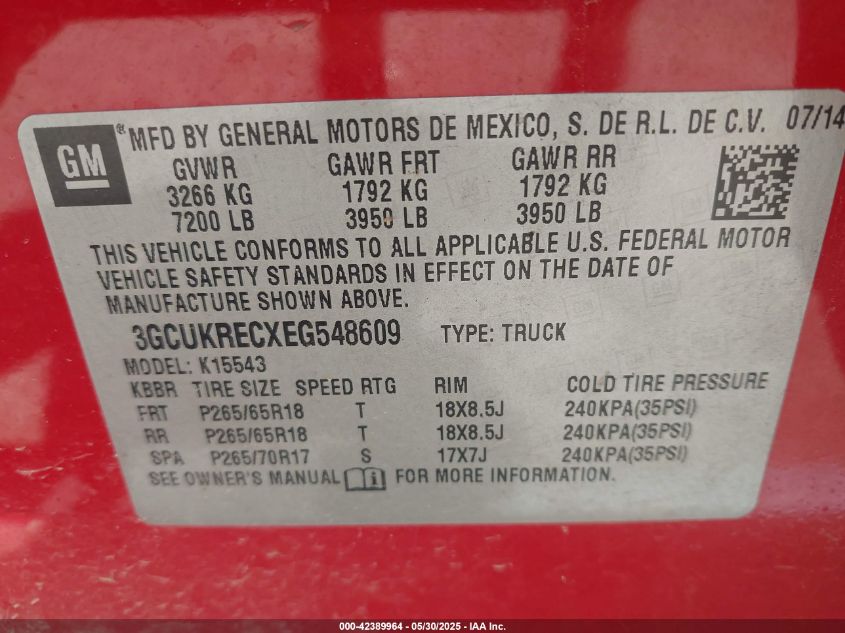 GM
® MFD BY GENERAL MOTORS DE MEXICO, S. DE R.L. DE C.V. 07/14
GVWR GAWR FRT GAWR RR
3266 KG 1792 KG 1792 KG
7200 LB 3950 LB 3950 LB
THIS VEHICLE CONFORMS TO ALL APPLICABLE U.S. FEDERAL MOTOR
VEHICLE SAFETY STANDARDS IN EFFECT ON THE DATE OF
MANUFACTURE SHOWN ABOVE.
3GCUKRECXEG548609 TYPE: TRUCK
MODEL: K15543
KBBR TIRE SIZE SPEED RTG RIM COLD TIRE PRESSURE
FRT P265/65R18 T 18X8.5J 240KPA(35PSI)
RR P265/65R18 T 18X8.5J 240KPA(35PSI)
SPA P265/70R17 S 17X7J 240KPA(35PSI)
SEE OWNER'S MANUAL i FOR MORE INFORMATION.
000-42389964 - 05/30/2025 - IAA Inc.